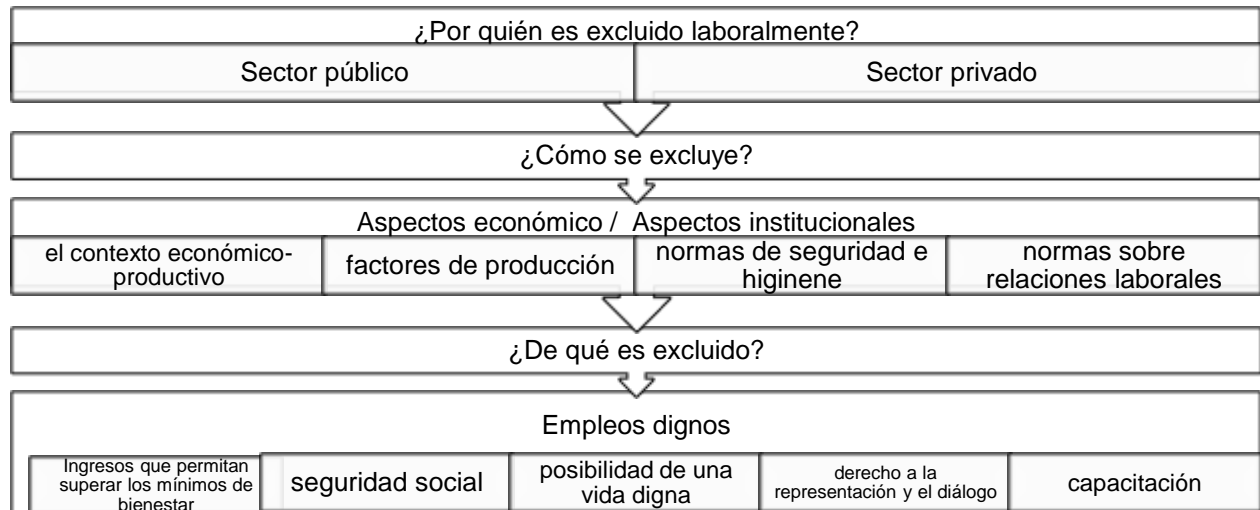 ¿Por quién es excluido laboralmente?
Sector público
Sector privado
¿Cómo se excluye?
Aspectos económico / Aspectos institucionales
el contexto económico-
productivo
factores de producción
normas de seguridad e
higinene
normas sobre
relaciones laborales
¿De qué es excluido?
Empleos dignos
Ingresos que permitan
superar los mínimos de
bienestar
seguridad social
posibilidad de una
vida digna
derecho a la
representación y el diálogo
capacitación